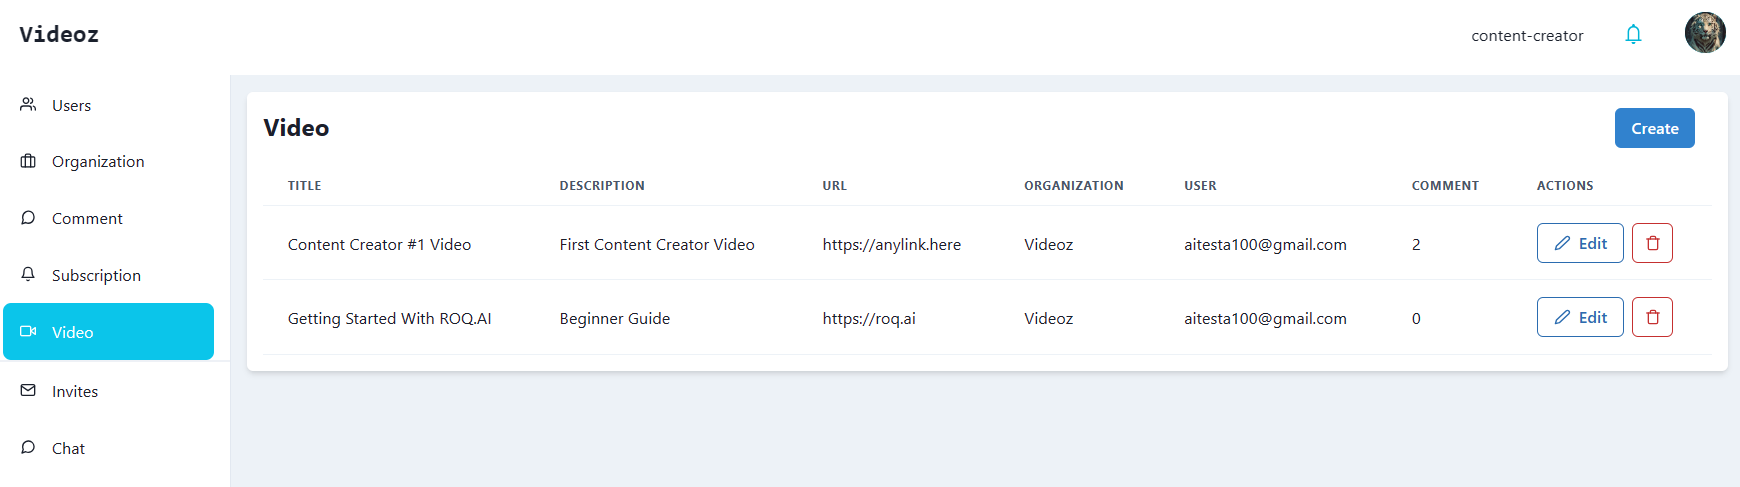 Videoz
content-creator
Users
Organization
Comment
Subscription
Video
Invites
Chat
Video
Create
TITLE DESCRIPTION URL ORGANIZATION USER COMMENT ACTIONS
Content Creator #1 Video First Content Creator Video https://anylink.here Videoz aitesta100@gmail.com 2 Edit
Getting Started With ROQ.AI Beginner Guide https://roq.ai Videoz aitesta100@gmail.com 0 Edit